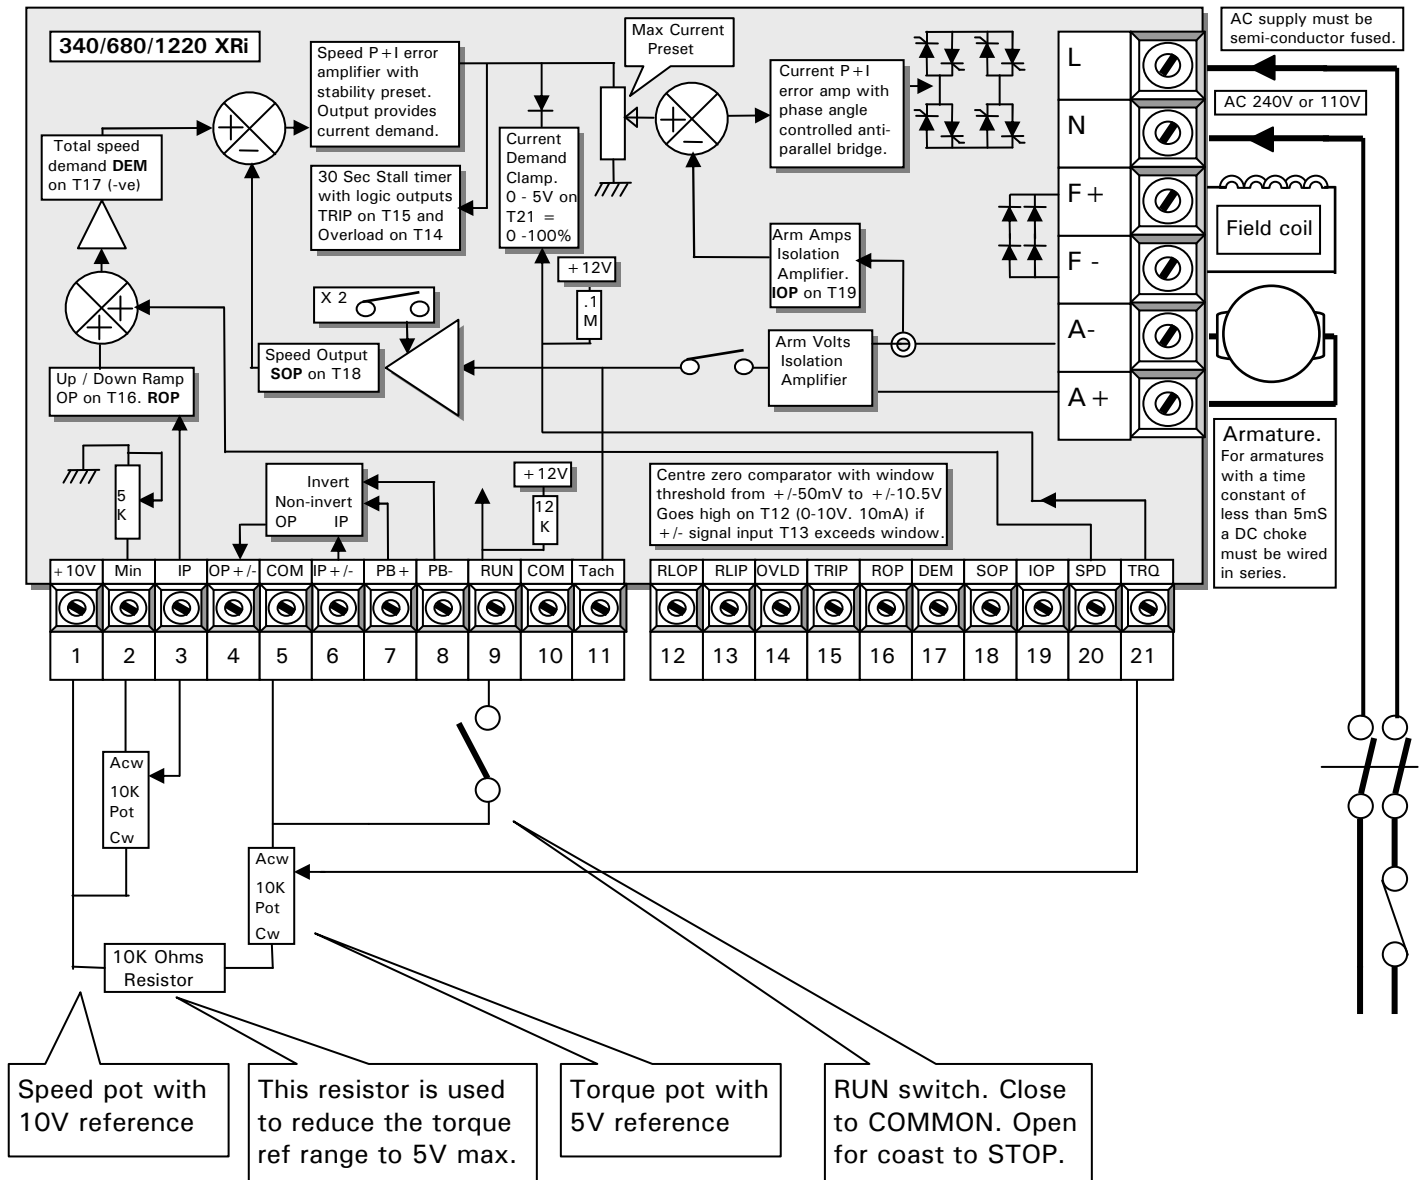 340/680/1220 XRi
Speed P+I error
amplifier with
stability preset.
Output provides
current demand.
Max Current
Preset
Current P+I
error amp with
phase angle
controlled anti-
parallel bridge.
AC supply must be
semi-conductor fused.
AC 240V or 110V
L
N
F+
F -
A-
A+
Field coil
Total speed
demand DEM
on T17 (-ve)
30 Sec Stall timer
with logic outputs
TRIP on T15 and
Overload on T14
Current
Demand
Clamp.
0 - 5V on
T21 =
0 -100%
+12V
.1
M
Arm Amps
Isolation
Amplifier.
IOP on T19
X 2
Speed Output
SOP on T18
Arm Volts
Isolation
Amplifier
Up / Down Ramp
OP on T16. ROP
Armature.
For armatures
with a time
constant of
less than 5mS
a DC choke
must be wired
in series.
5
K
Invert
Non-invert
OP IP
+12V
12
K
Centre zero comparator with window
threshold from +/-50mV to +/-10.5V
Goes high on T12 (0-10V. 10mA) if
+/- signal input T13 exceeds window.
+10V Min IP OP+/- COM IP+/- PB+ PB- RUN COM Tach RLOP RLIP OVLD TRIP ROP DEM SOP IOP SPD TRQ
1 2 3 4 5 6 7 8 9 10 11 12 13 14 15 16 17 18 19 20 21
Acw
10K
Pot
Cw
Acw
10K
Pot
Cw
10K Ohms
Resistor
Speed pot with
10V reference
This resistor is used
to reduce the torque
ref range to 5V max.
Torque pot with
5V reference
RUN switch. Close
to COMMON. Open
for coast to STOP.